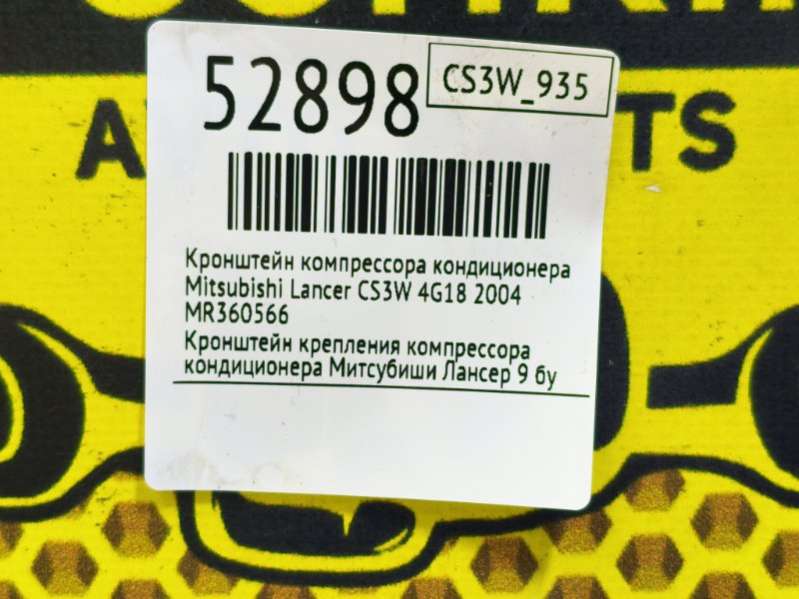 52898
CS3W_935
TS
Кронштейн компрессора кондиционера
Mitsubishi Lancer CS3W 4G18 2004
MR360566
Кронштейн крепления компрессора
кондиционера Митсубиши Лансер 9 бу